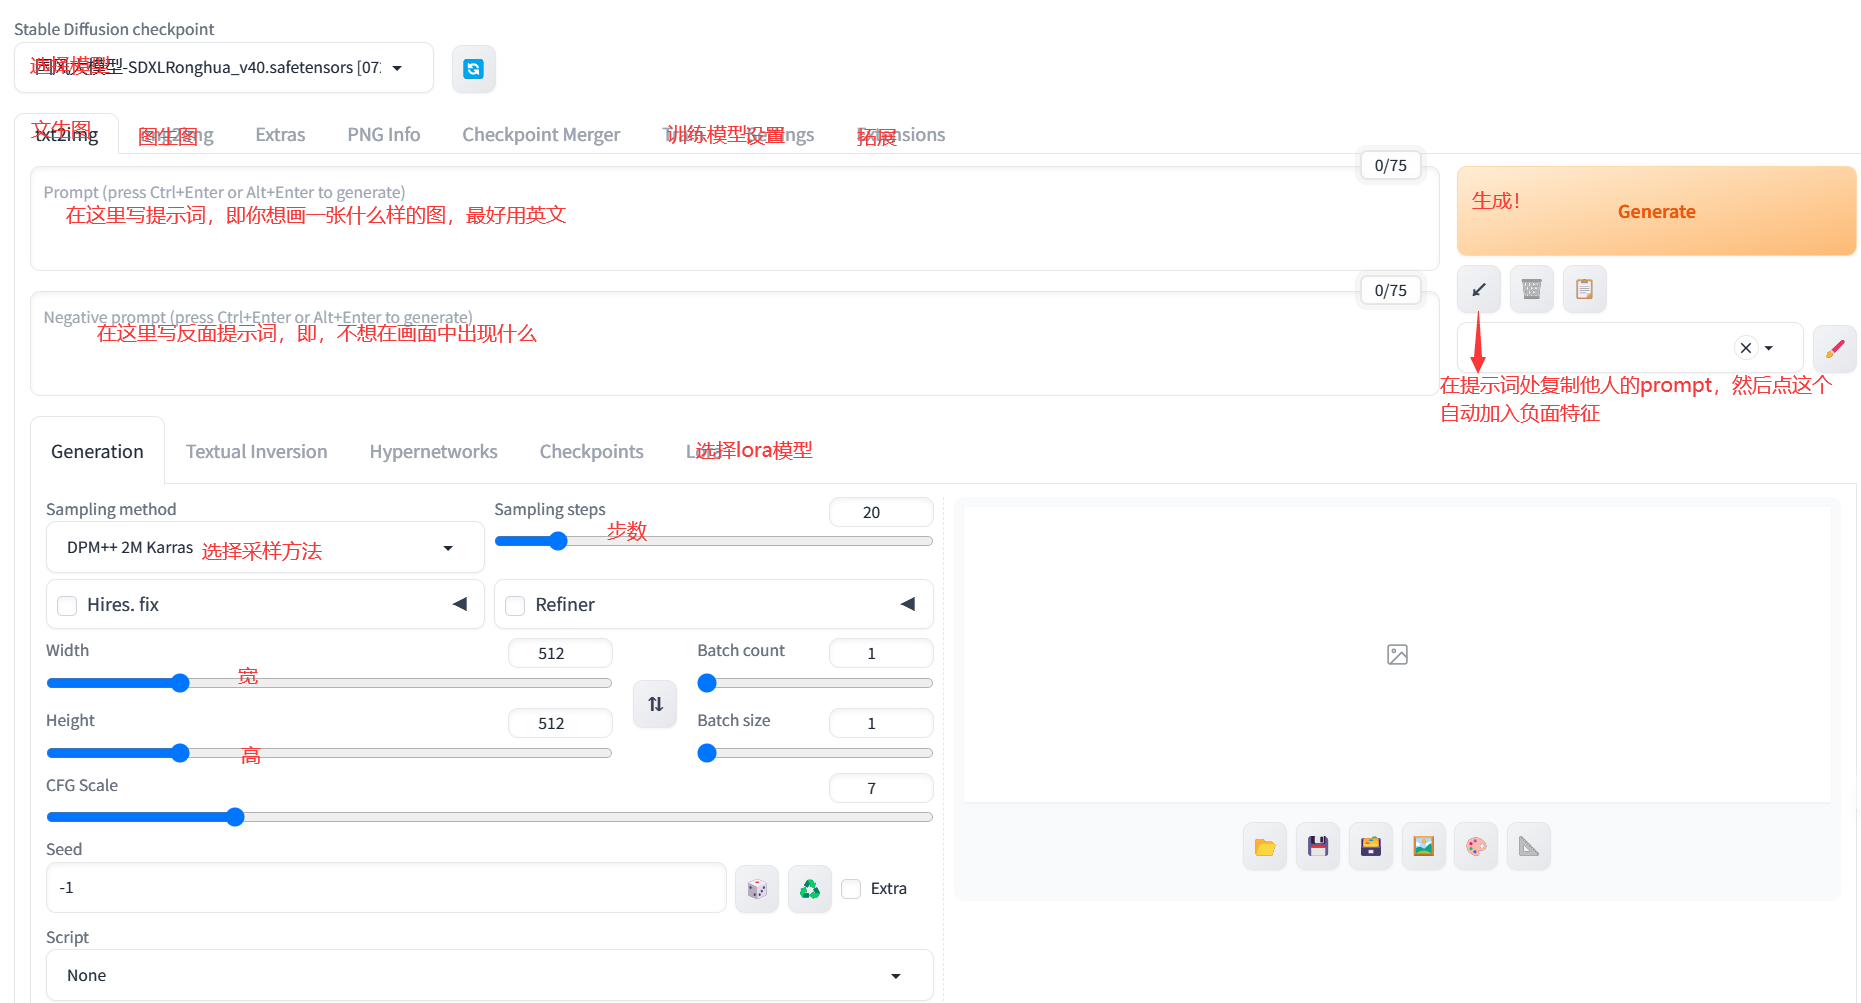 Stable Diffusion checkpoint
选择模型
国风大模型-SDXLRonghua_v40.safetensors [07
文生图 txt2img
图生图 img2img
Extras
PNG Info
Checkpoint Merger
训练模型 Train
设置 Settings
拓展 Extensions
0/75
Prompt (press Ctrl+Enter or Alt+Enter to generate)
在这里写提示词，即你想画一张什么样的图，最好用英文
生成！
Generate
0/75
Negative prompt (press Ctrl+Enter or Alt+Enter to generate)
在这里写反面提示词，即，不想在画面中出现什么
在提示词处复制他人的prompt，然后点这个
自动加入负面特征
Generation
Textual Inversion
Hypernetworks
Checkpoints
Lora
选择lora模型
Sampling method
DPM++ 2M Karras
选择采样方法
Sampling steps
20
步数
Hires. fix
Refiner
Width
512
宽
Batch count
1
Height
512
高
Batch size
1
CFG Scale
7
Seed
-1
Extra
Script
None